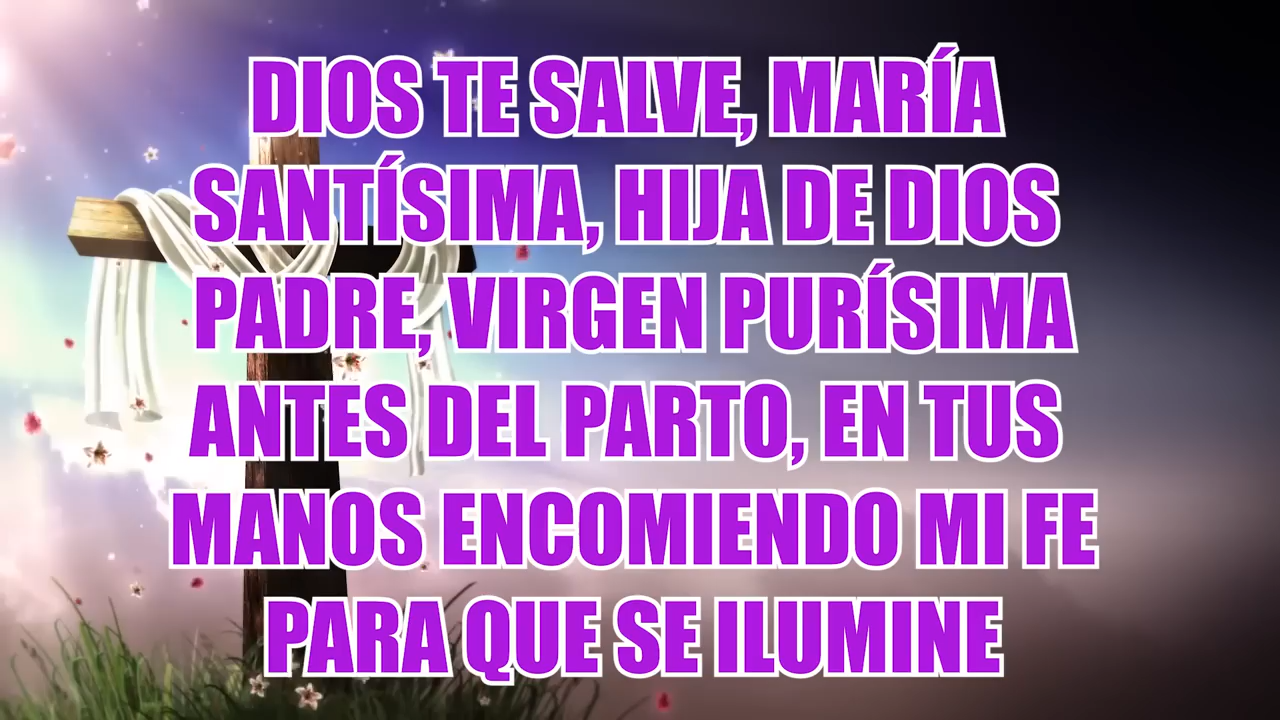 DIOS TE SALVE, MARÍA
SANTÍSIMA, HIJA DE DIOS
PADRE, VIRGEN PURÍSIMA
ANTES DEL PARTO, EN TUS
MANOS ENCOMIENDO MI FE
PARA QUE SE ILUMINE